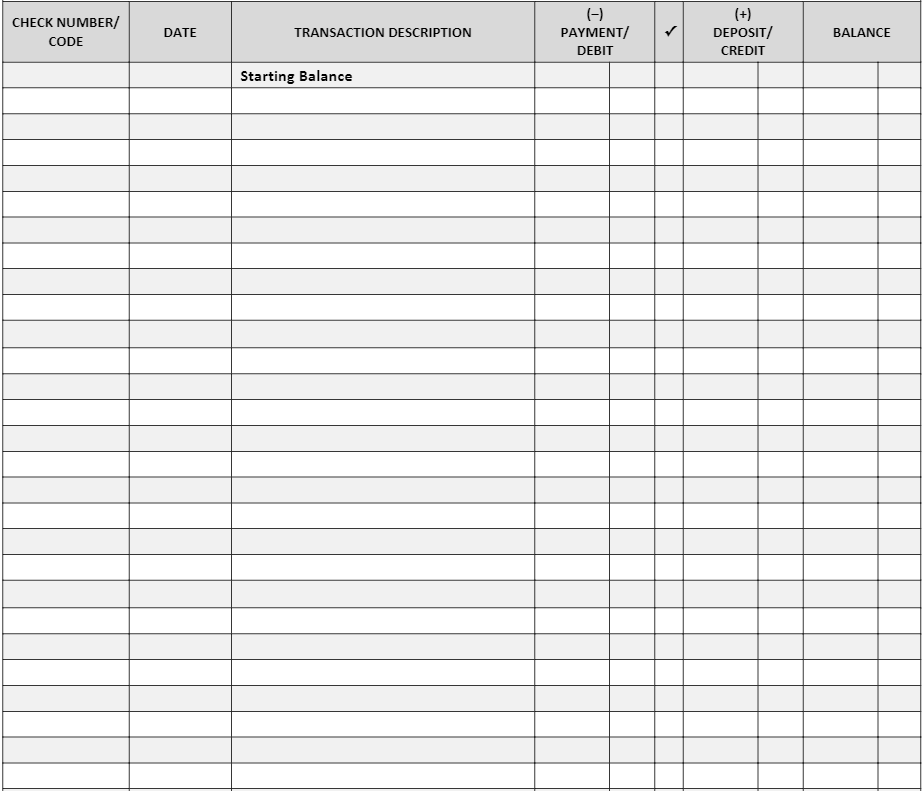 CHECK NUMBER/
CODE
DATE
TRANSACTION DESCRIPTION
(–)
PAYMENT/
DEBIT
✓
(+)
DEPOSIT/
CREDIT
BALANCE
Starting Balance